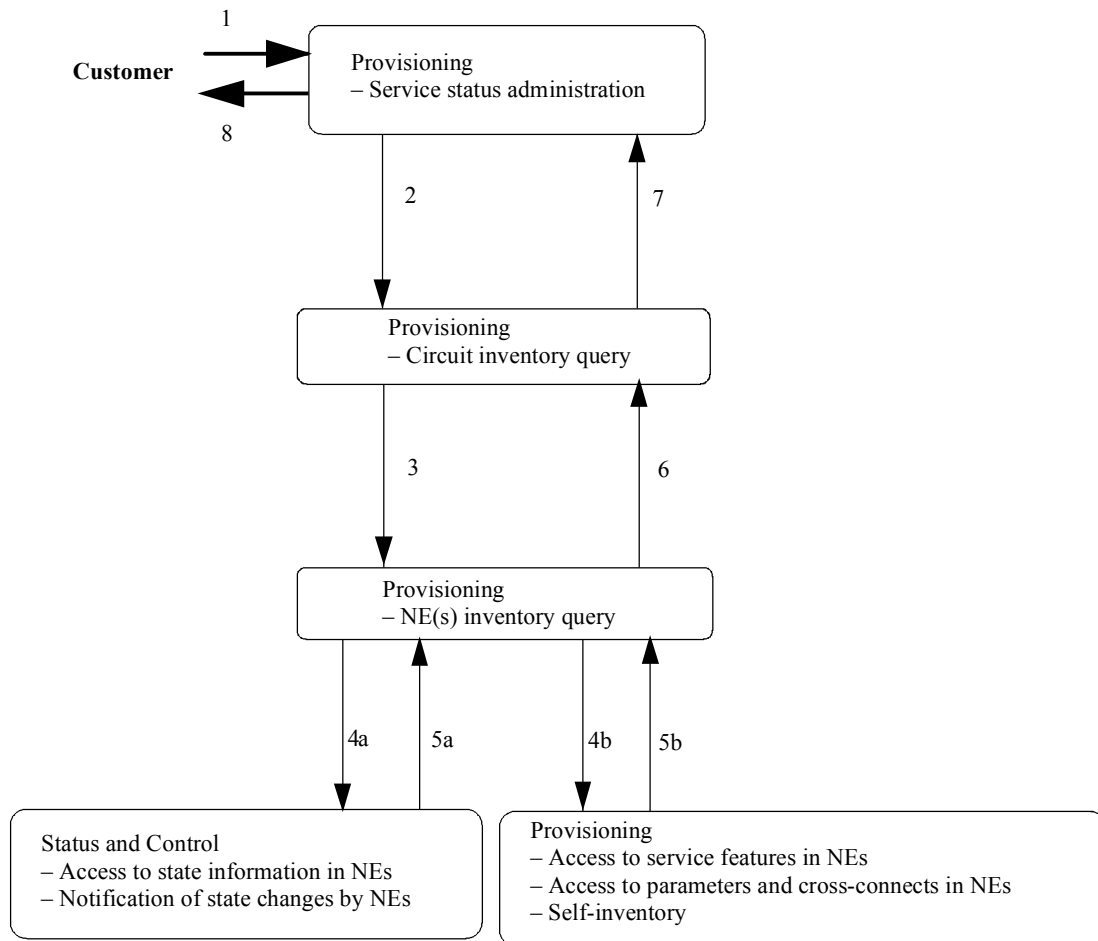 1
Customer
8
Provisioning
– Service status administration
2
7
Provisioning
– Circuit inventory query
3
6
Provisioning
– NE(s) inventory query
4a
5a
4b
5b
Status and Control
– Access to state information in NEs
– Notification of state changes by NEs
Provisioning
– Access to service features in NEs
– Access to parameters and cross-connects in NEs
– Self-inventory